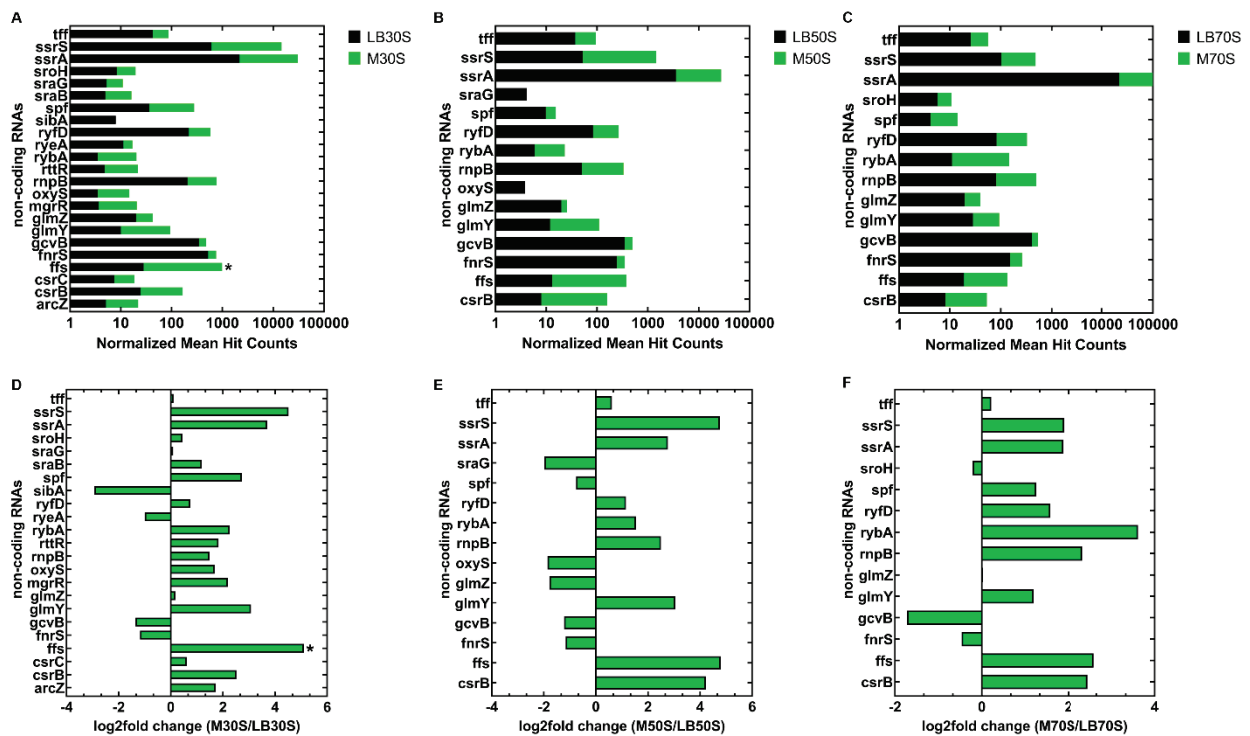 A
non-coding RNAs
tff
ssrS
ssrA
sroH
sraG
sraB
spf
sibA
ryfD
ryeA
rybA
rttR
rnpB
oxyS
mgrR
glmZ
glmY
gcvB
fnrS
ffs
csrC
csrB
arcZ
*
1 10 100 1000 10000 100000
Normalized Mean Hit Counts
LB30S
M30S
B
non-coding RNAs
tff
ssrS
ssrA
sraG
spf
ryfD
rybA
rnpB
oxyS
glmZ
glmY
gcvB
fnrS
ffs
csrB
1 10 100 1000 10000 100000
Normalized Mean Hit Counts
LB50S
M50S
C
non-coding RNAs
tff
ssrS
ssrA
sroH
spf
ryfD
rybA
rnpB
glmZ
glmY
gcvB
fnrS
ffs
csrB
1 10 100 1000 10000 100000
Normalized Mean Hit Counts
LB70S
M70S
D
non-coding RNAs
tff
ssrS
ssrA
sroH
sraG
sraB
spf
sibA
ryfD
ryeA
rybA
rttR
rnpB
oxyS
mgrR
glmZ
glmY
gcvB
fnrS
ffs
csrC
csrB
arcZ
*
-4 -2 0 2 4 6
log2fold change (M30S/LB30S)
E
non-coding RNAs
tff
ssrS
ssrA
sraG
spf
ryfD
rybA
rnpB
oxyS
glmZ
glmY
gcvB
fnrS
ffs
csrB
-4 -2 0 2 4 6
log2fold change (M50S/LB50S)
F
non-coding RNAs
tff
ssrS
ssrA
sroH
spf
ryfD
rybA
rnpB
glmZ
glmY
gcvB
fnrS
ffs
csrB
-2 0 2 4
log2fold change (M70S/LB70S)